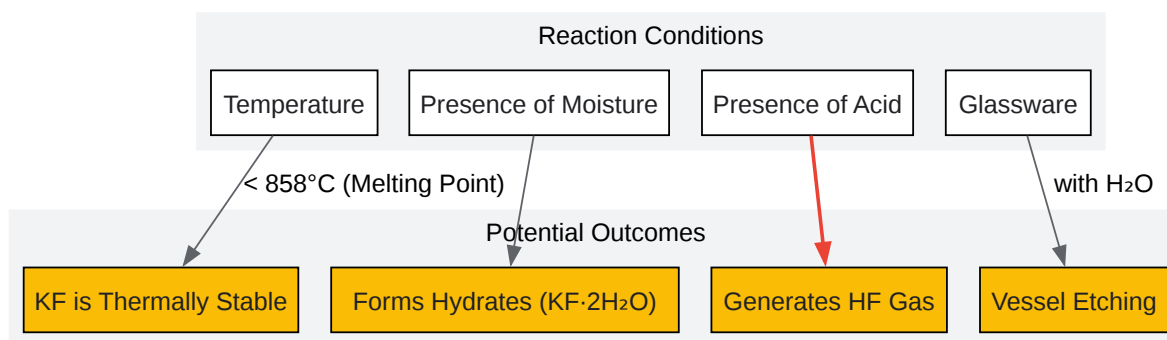 Reaction Conditions
Temperature
Presence of Moisture
Presence of Acid
Glassware
< 858°C (Melting Point)
with H₂O
Potential Outcomes
KF is Thermally Stable
Forms Hydrates (KF·2H₂O)
Generates HF Gas
Vessel Etching